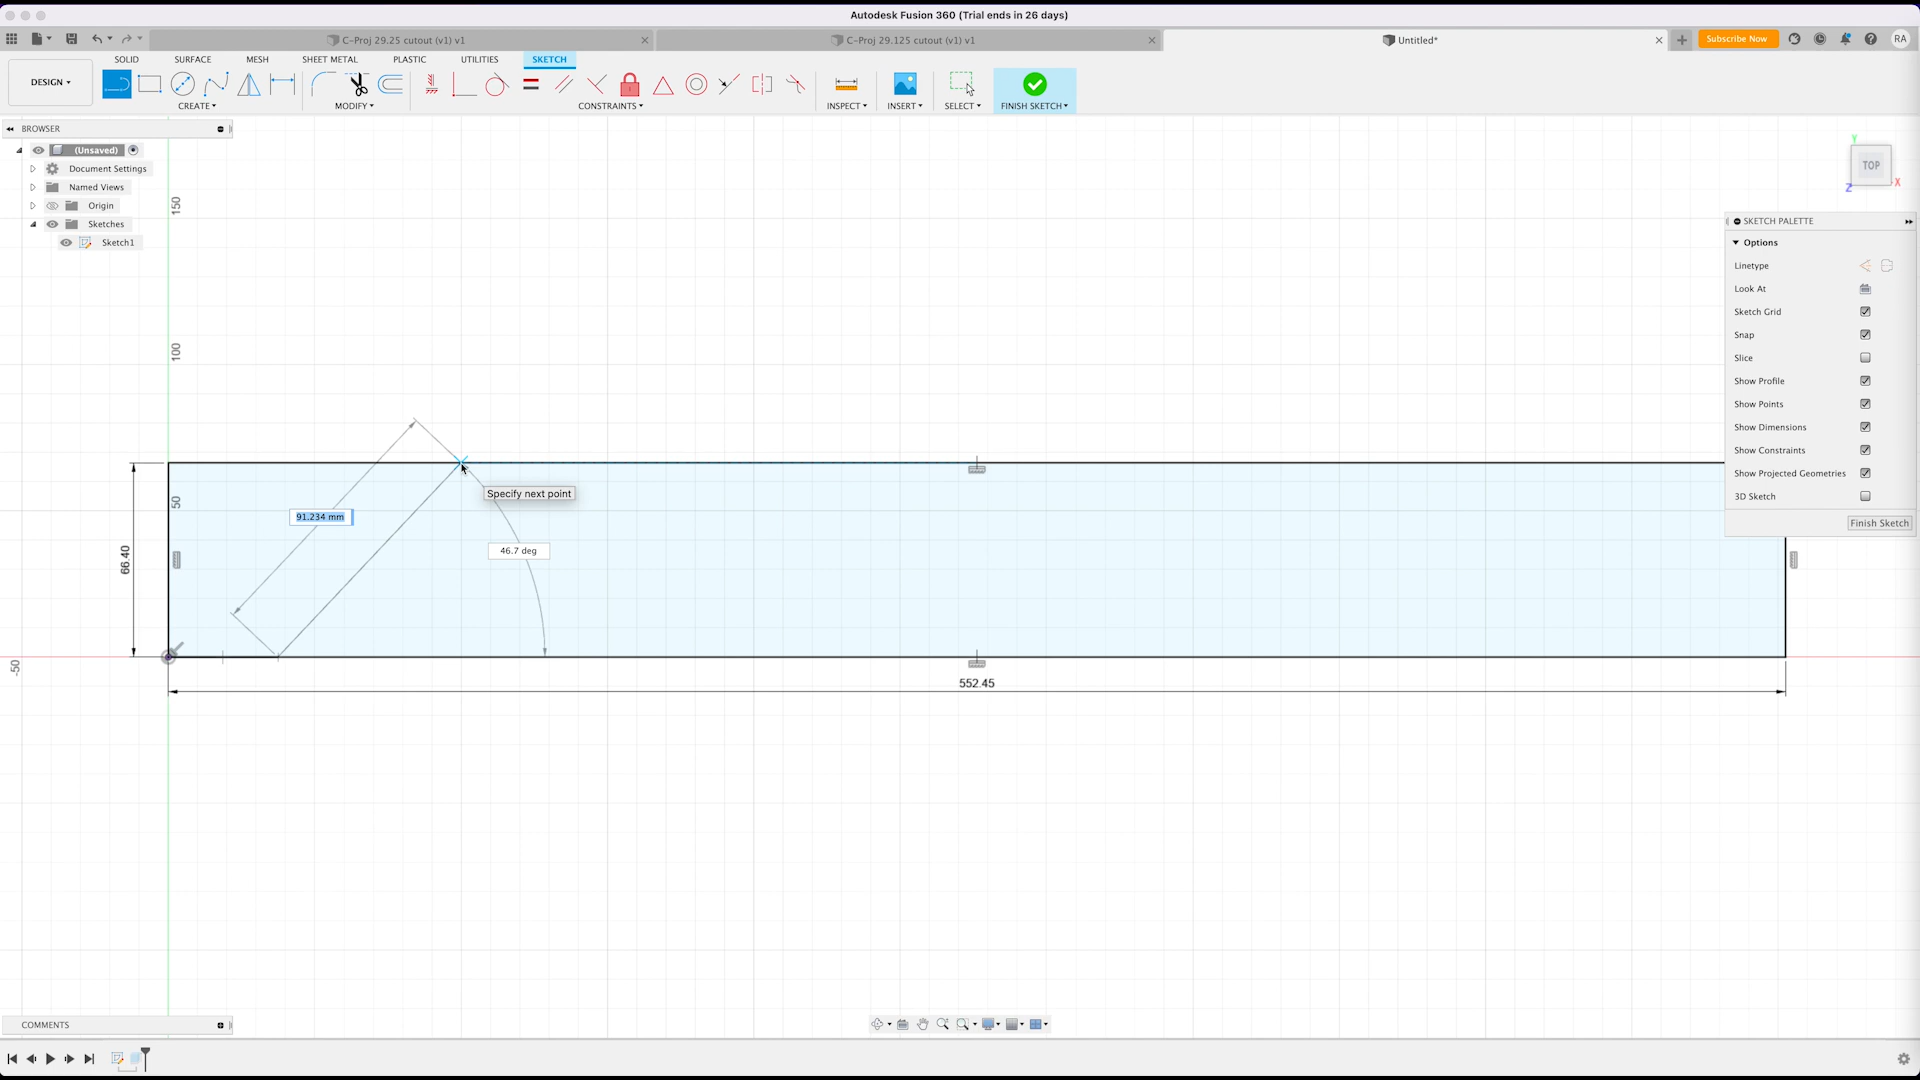 Autodesk Fusion 360 (Trial ends in 26 days)
C-Proj 29.25 cutout (v1) v1
C-Proj 29.125 cutout (v1) v1
Untitled*
Subscribe Now
RA
DESIGN
SOLID
SURFACE
MESH
SHEET METAL
PLASTIC
UTILITIES
SKETCH
CREATE
MODIFY
CONSTRAINTS
INSPECT
INSERT
SELECT
FINISH SKETCH
BROWSER
(Unsaved)
Document Settings
Named Views
Origin
Sketches
Sketch1
Y
TOP
X
Z
SKETCH PALETTE
Options
Linetype
Look At
Sketch Grid
Snap
Slice
Show Profile
Show Points
Show Dimensions
Show Constraints
Show Projected Geometries
3D Sketch
Finish Sketch
150
100
50
-50
Specify next point
91.234 mm
46.7 deg
66.40
552.45
COMMENTS